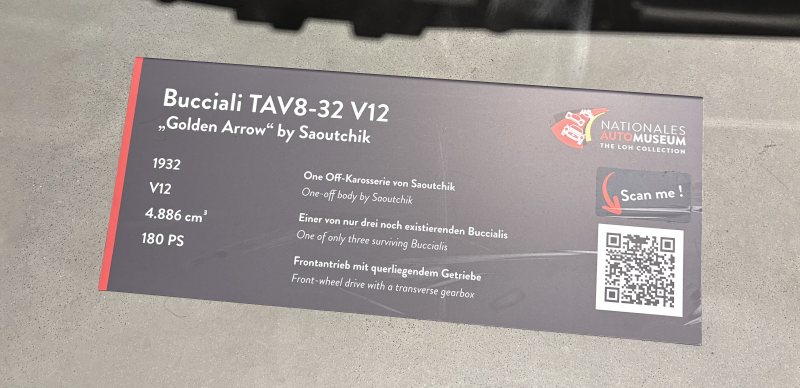 Bucciali TAV8-32 V12
„Golden Arrow“ by Saoutchik
1932
V12
4.886 cm³
180 PS
One Off-Karosserie von Saoutchik
One-off body by Saoutchik
Einer von nur drei noch existierenden Buccialis
One of only three surviving Buccialis
Frontantrieb mit querliegendem Getriebe
Front-wheel drive with a transverse gearbox
NATIONALES
AUTOMUSEUM
THE LOH COLLECTION
Scan me !